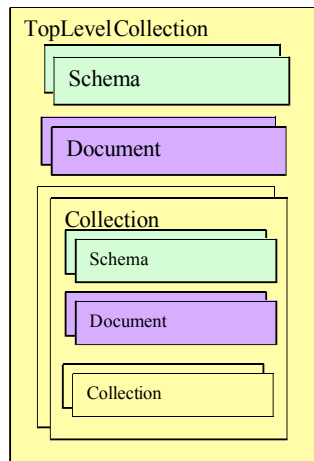 TopLevelCollection
Schema
Document
Collection
Schema
Document
Collection